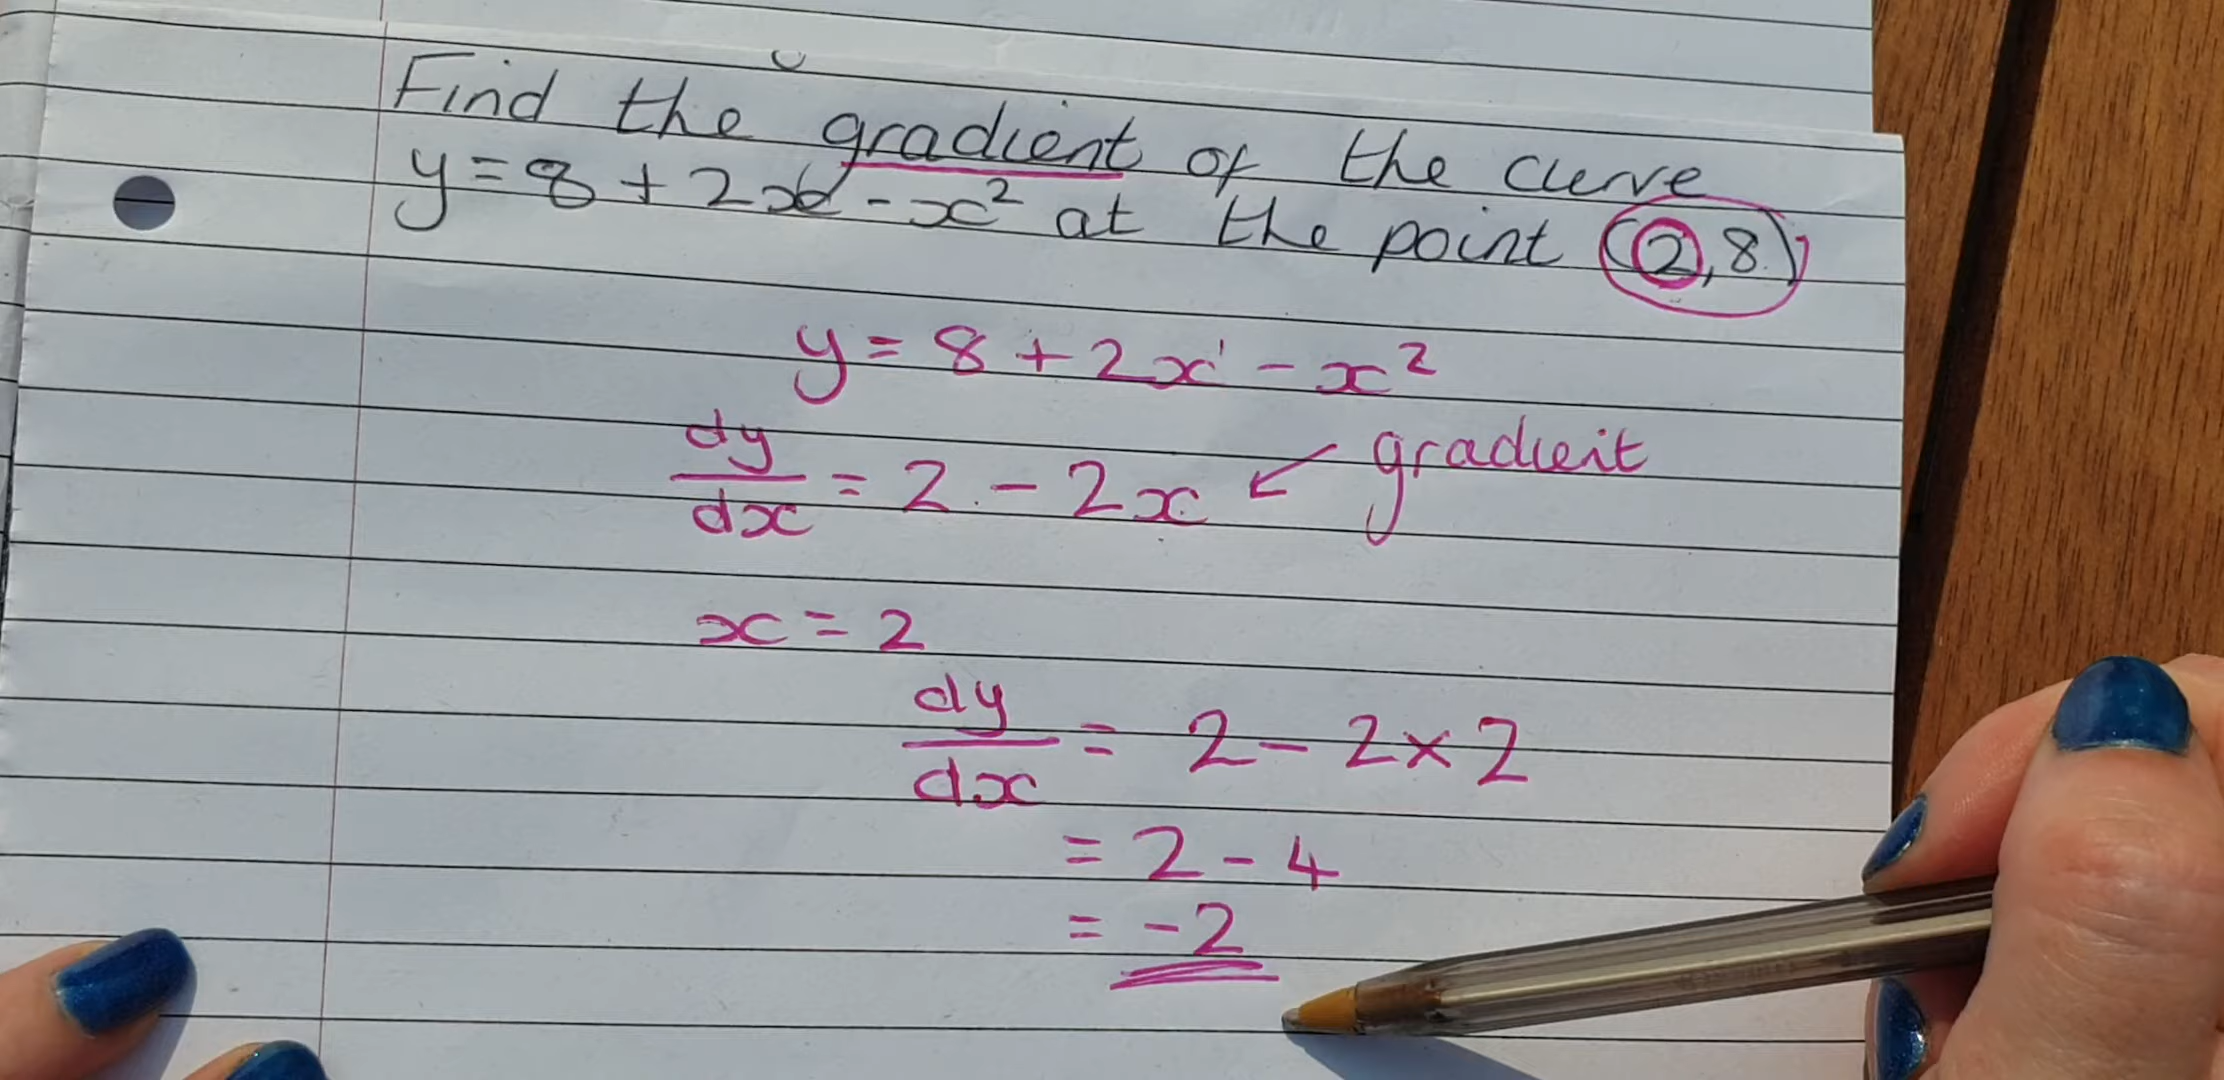 Find the gradient of the curve
y = 8 + 2x - x² at the point (2,8)
y = 8 + 2x¹ - x²
dy/dx = 2 - 2x ↙ gradient
x = 2
dy/dx = 2 - 2 × 2
= 2 - 4
= -2